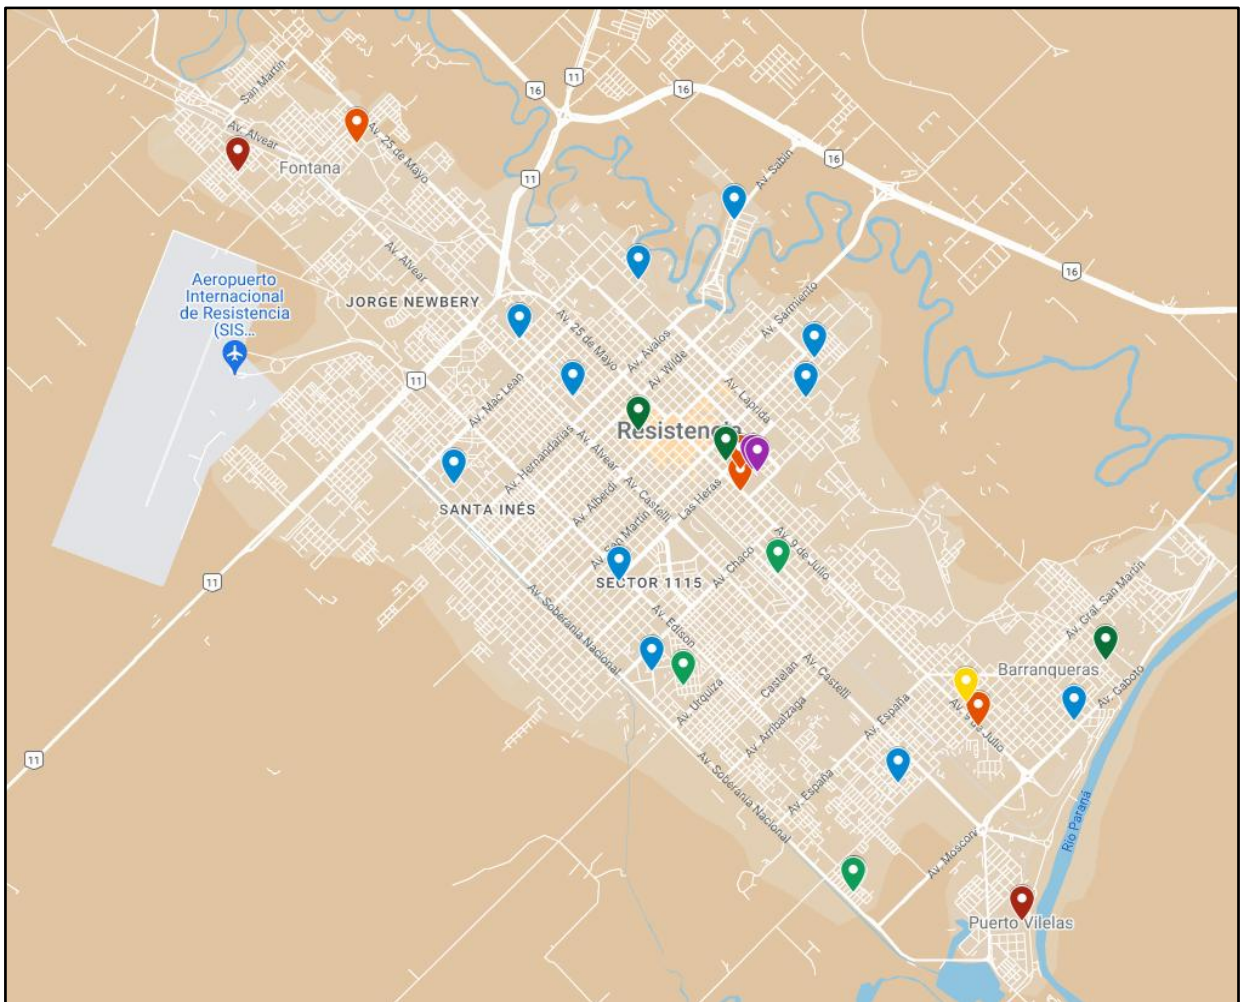 16
11
16
San Martín
Av. Alvear
Av. 25 de Mayo
Fontana
Av. Sabin
16
11
Av. Alvear
16
Aeropuerto
Internacional
de Resistencia
(SIS...
JORGE NEWBERY
Av. Sarmiento
Av. 25 de Mayo
Av. Avalos
Av. Wilde
11
Av. Mac Lean
Av. Laprida
Resistencia
Av. Hernandarias
Av. Alvear
Av. Castelli
Las Heras
Av. Alberdi
SANTA INÉS
Av. San Martín
Av. 9 de Julio
Av. Chaco
11
SECTOR 1115
Av. Soberanía Nacional
Av. Edison
Av. Gral. San Martín
Barranqueras
Castelan
Av. Castelli
Av. Urquiza
Av. Gaboto
Av. España
Av. Arribalzaga
Av. 9 de Julio
11
Av. España
Av. Soberanía Nacional
Río Paraná
Av. Moscon
Puerto Vilelas